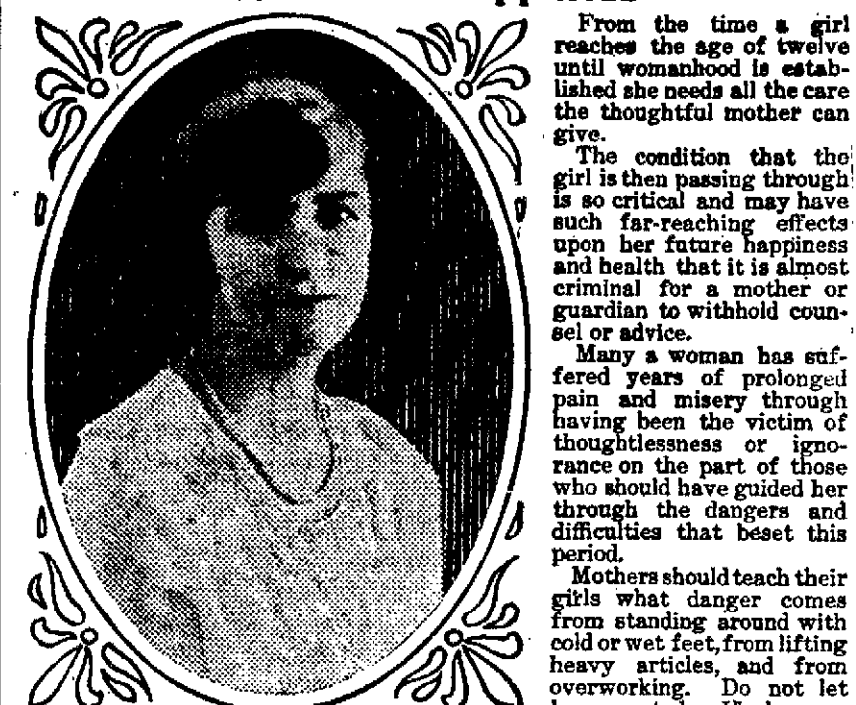 From the time a girl
reaches the age of twelve
until womanhood is estab-
lished she needs all the care
the thoughtful mother can
give.
The condition that the
girl is then passing through
is so critical and may have
such far-reaching effects
upon her future happiness
and health that it is almost
criminal for a mother or
guardian to withhold coun-
sel or advice.
Many a woman has suf-
fered years of prolonged
pain and misery through
having been the victim of
thoughtlessness or igno-
rance on the part of those
who should have guided her
through the dangers and
difficulties that beset this
period.
Mothers should teach their
girls what danger comes
from standing around with
cold or wet feet, from lifting
heavy articles, and from
overworking. Do not let